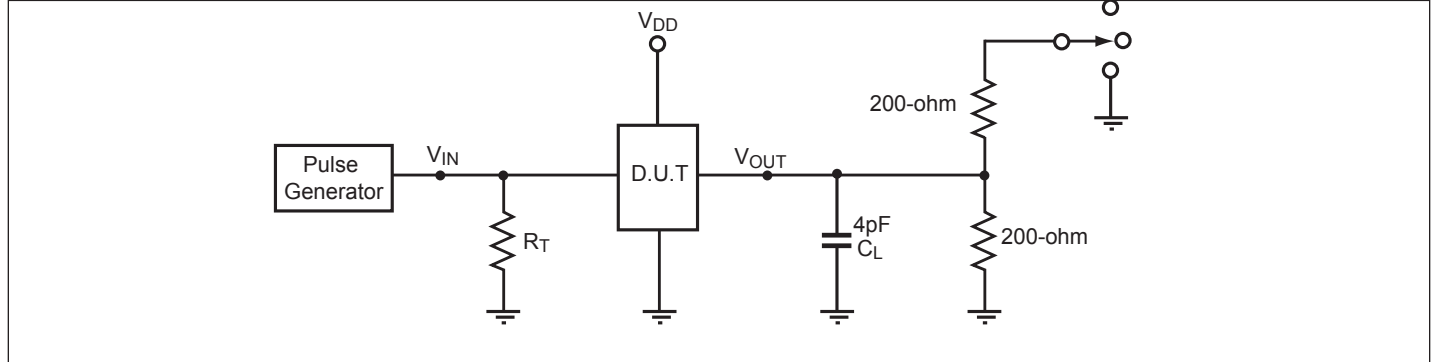 VDD
200-ohm
Pulse
Generator
VIN
D.U.T
VOUT
RT
4pF
CL
200-ohm